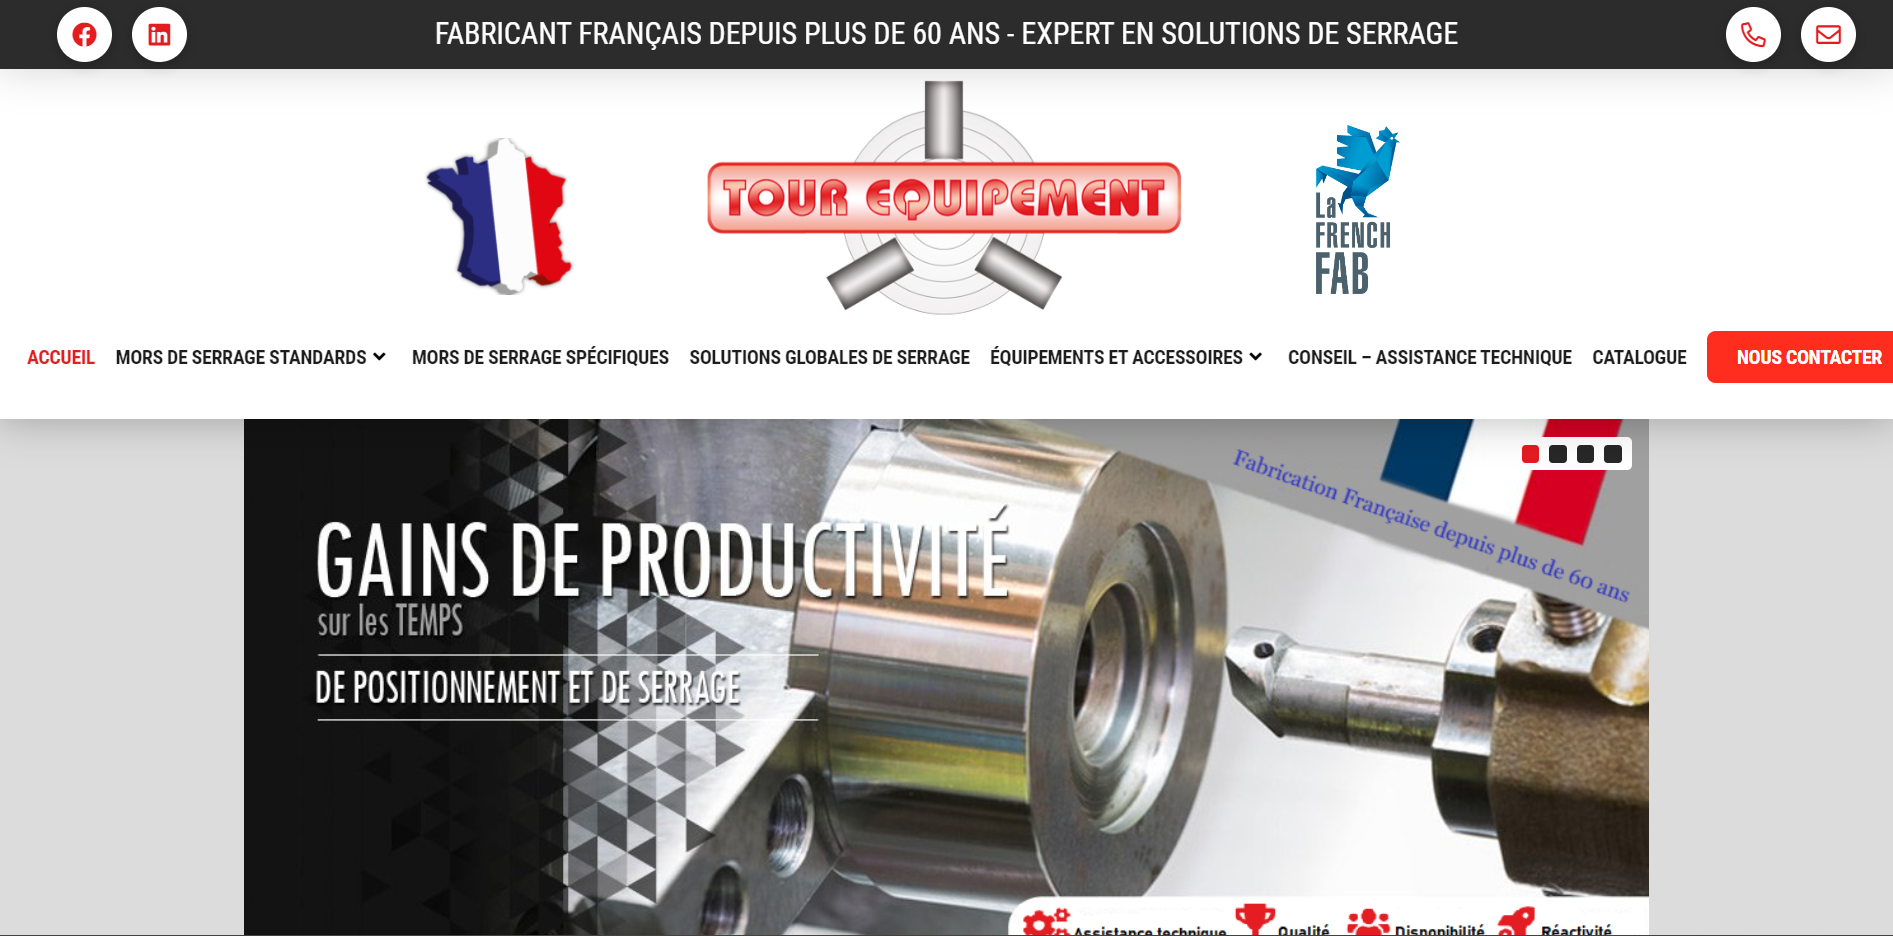 FABRICANT FRANÇAIS DEPUIS PLUS DE 60 ANS - EXPERT EN SOLUTIONS DE SERRAGE
TOUR EQUIPEMENT
La
FRENCH
FAB
ACCUEIL MORS DE SERRAGE STANDARDS MORS DE SERRAGE SPÉCIFIQUES SOLUTIONS GLOBALES DE SERRAGE ÉQUIPEMENTS ET ACCESSOIRES CONSEIL – ASSISTANCE TECHNIQUE CATALOGUE NOUS CONTACTER
Fabrication Française depuis plus de 60 ans
GAINS DE PRODUCTIVITÉ
sur les TEMPS
DE POSITIONNEMENT ET DE SERRAGE
Assistance technique Qualité Disponibilité Réactivité